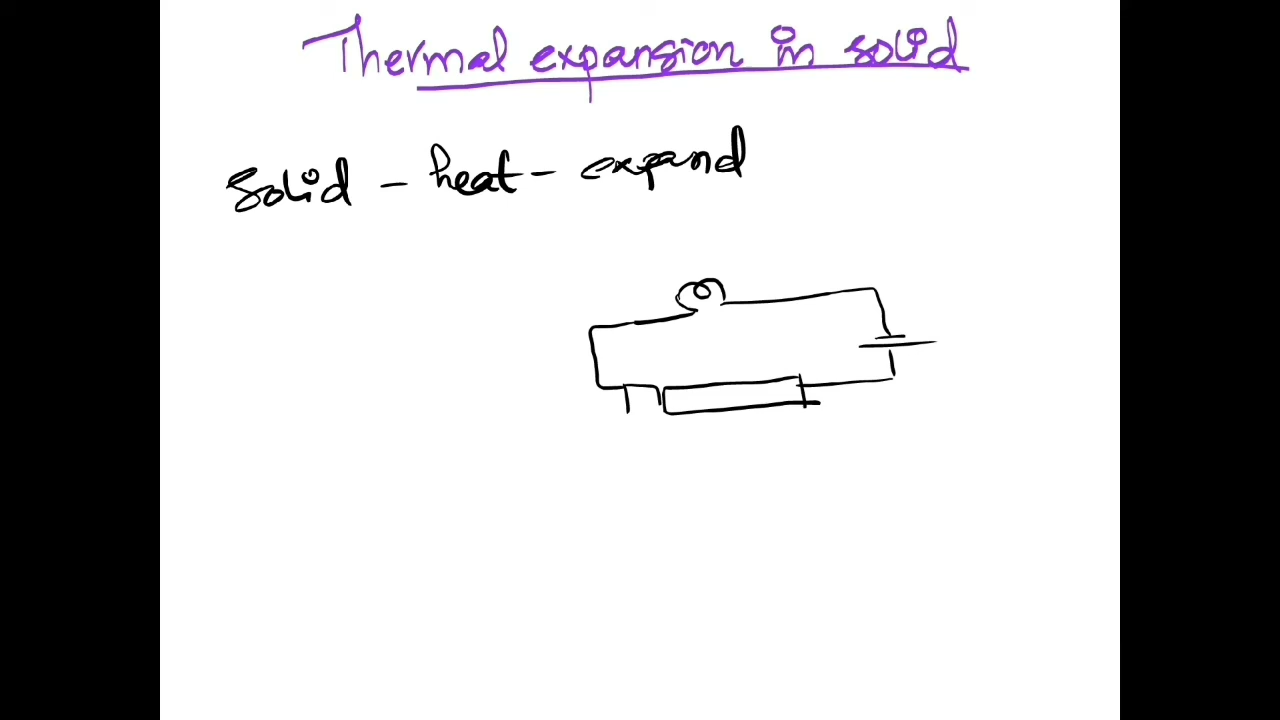 Thermal expansion in solid
Solid - heat - expand